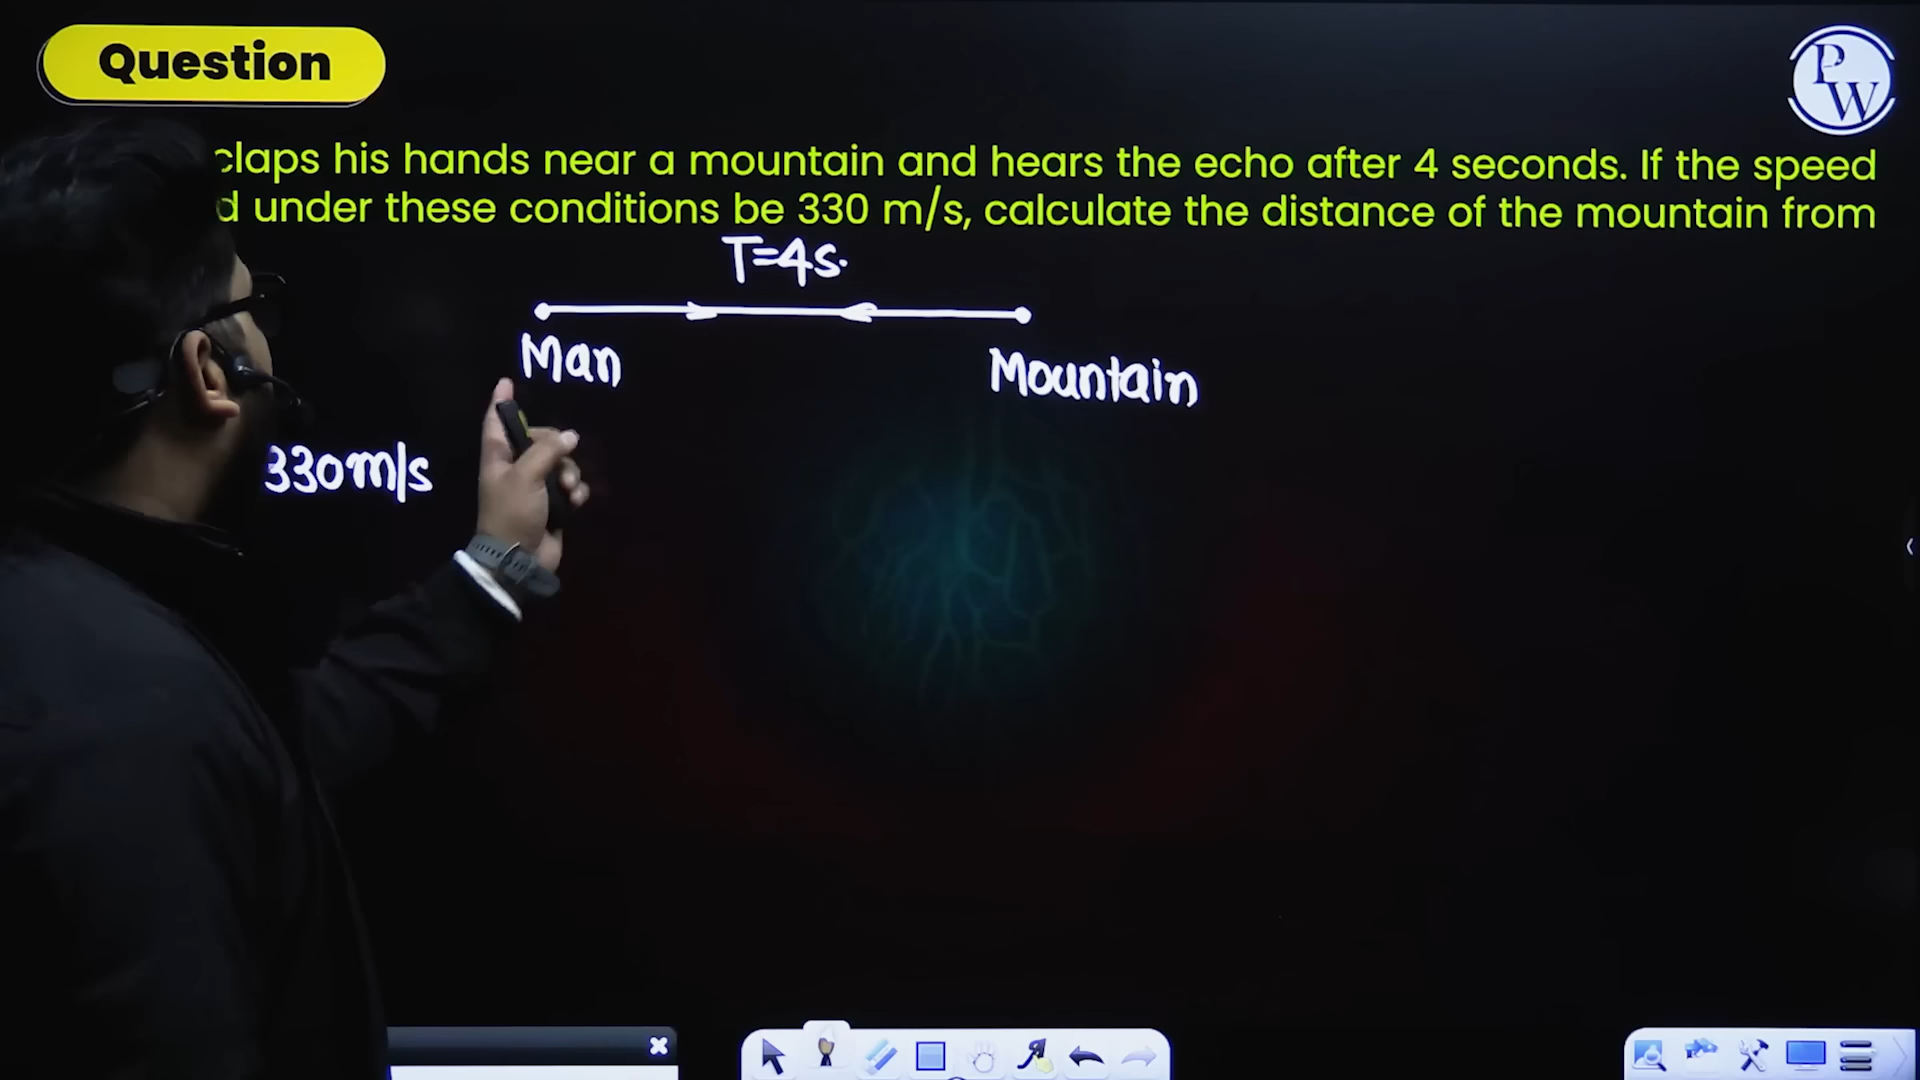 Question
PW
claps his hands near a mountain and hears the echo after 4 seconds. If the speed
under these conditions be 330 m/s, calculate the distance of the mountain from
T=4s.
Man
Mountain
330m/s